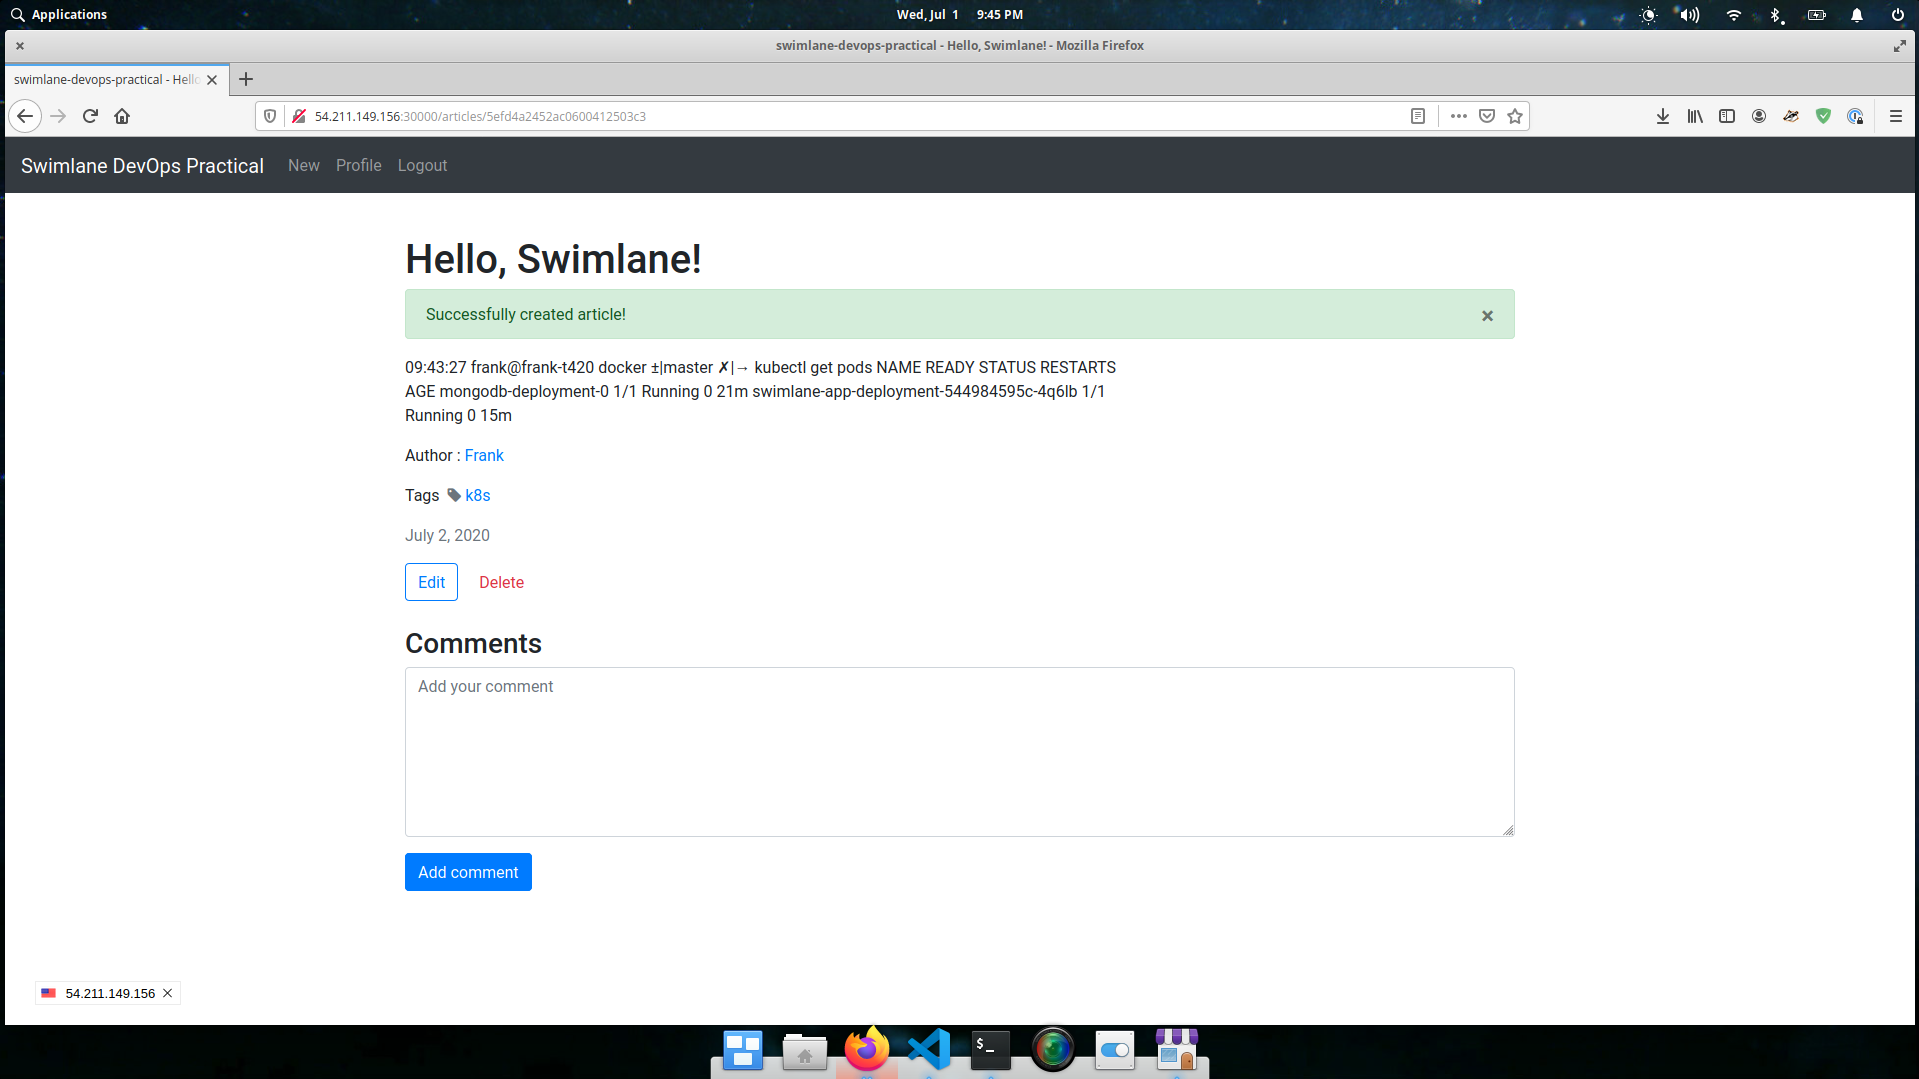 Applications
Wed, Jul 1 9:45 PM
swimlane-devops-practical - Hello, Swimlane! - Mozilla Firefox
swimlane-devops-practical - Hello
54.211.149.156:30000/articles/5efd4a2452ac0600412503c3
Swimlane DevOps Practical New Profile Logout
Hello, Swimlane!
Successfully created article! ×
09:43:27 frank@frank-t420 docker ±|master ✗|→ kubectl get pods NAME READY STATUS RESTARTS
AGE mongodb-deployment-0 1/1 Running 0 21m swimlane-app-deployment-544984595c-4q6lb 1/1
Running 0 15m
Author : Frank
Tags k8s
July 2, 2020
Edit Delete
Comments
Add your comment
Add comment
54.211.149.156
$_